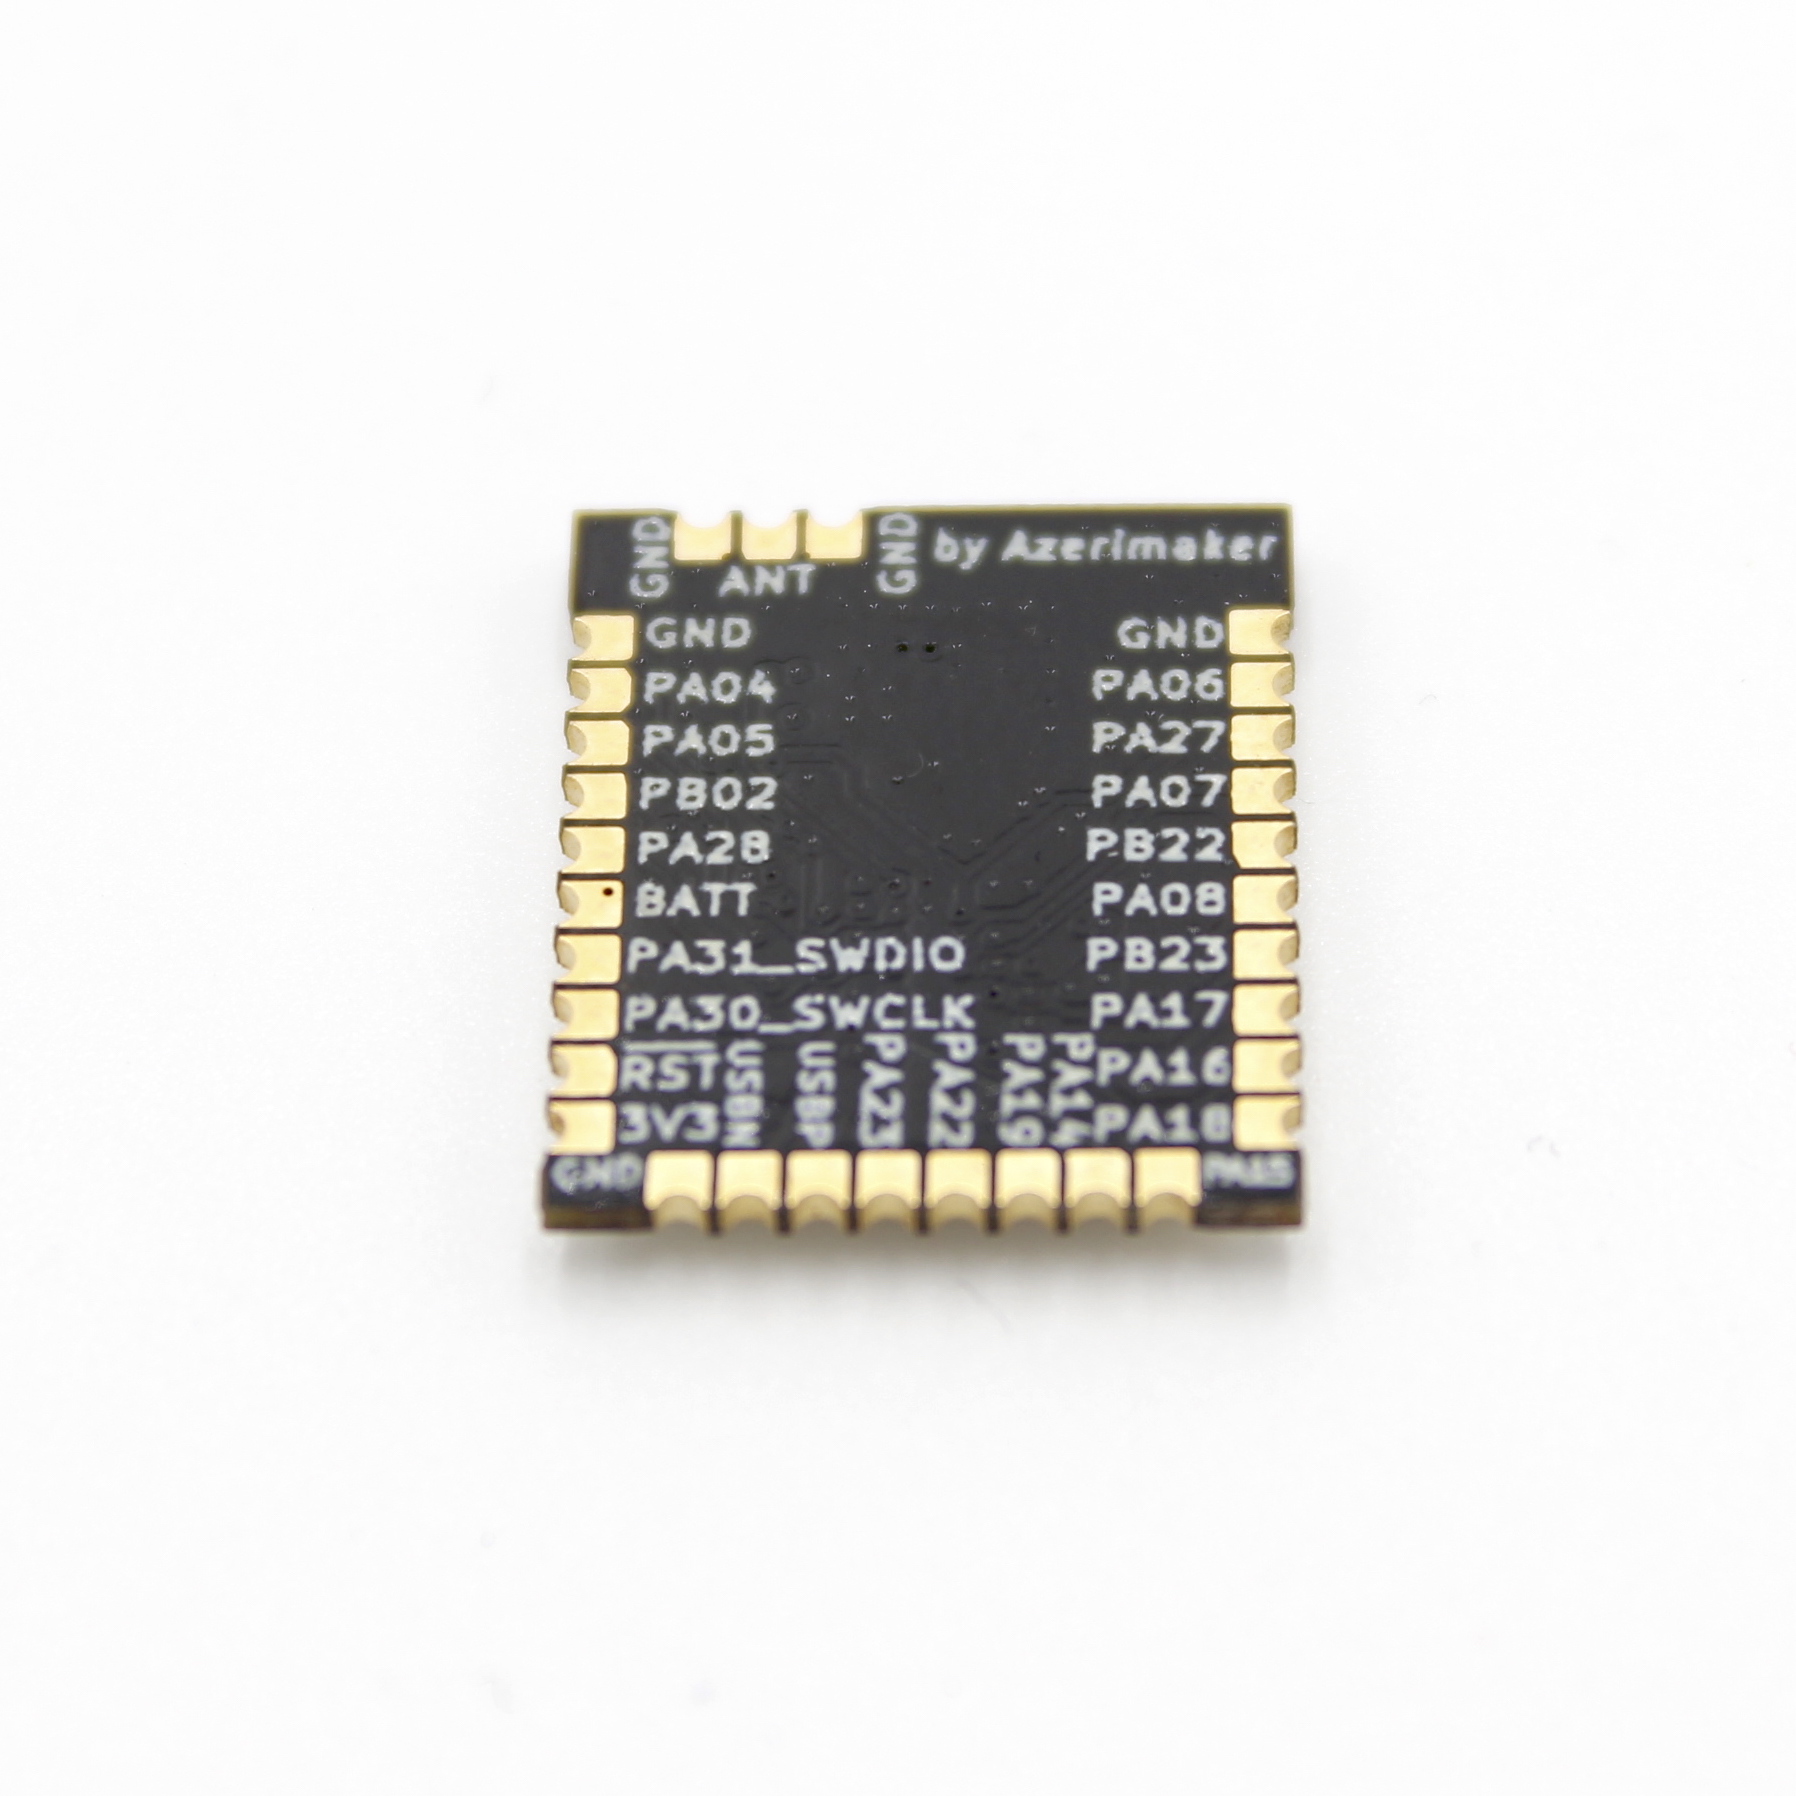 GND
ANT
GND
by Azerimaker
GND
PA04
PA05
PB02
PA28
BATT
PA31_SWDIO
PA30_SWCLK
RST
3V3
GND
USBN
USBP
PA23
PA22
PA19
PA14
PA15
GND
PA06
PA27
PA07
PB22
PA08
PB23
PA17
PA16
PA18